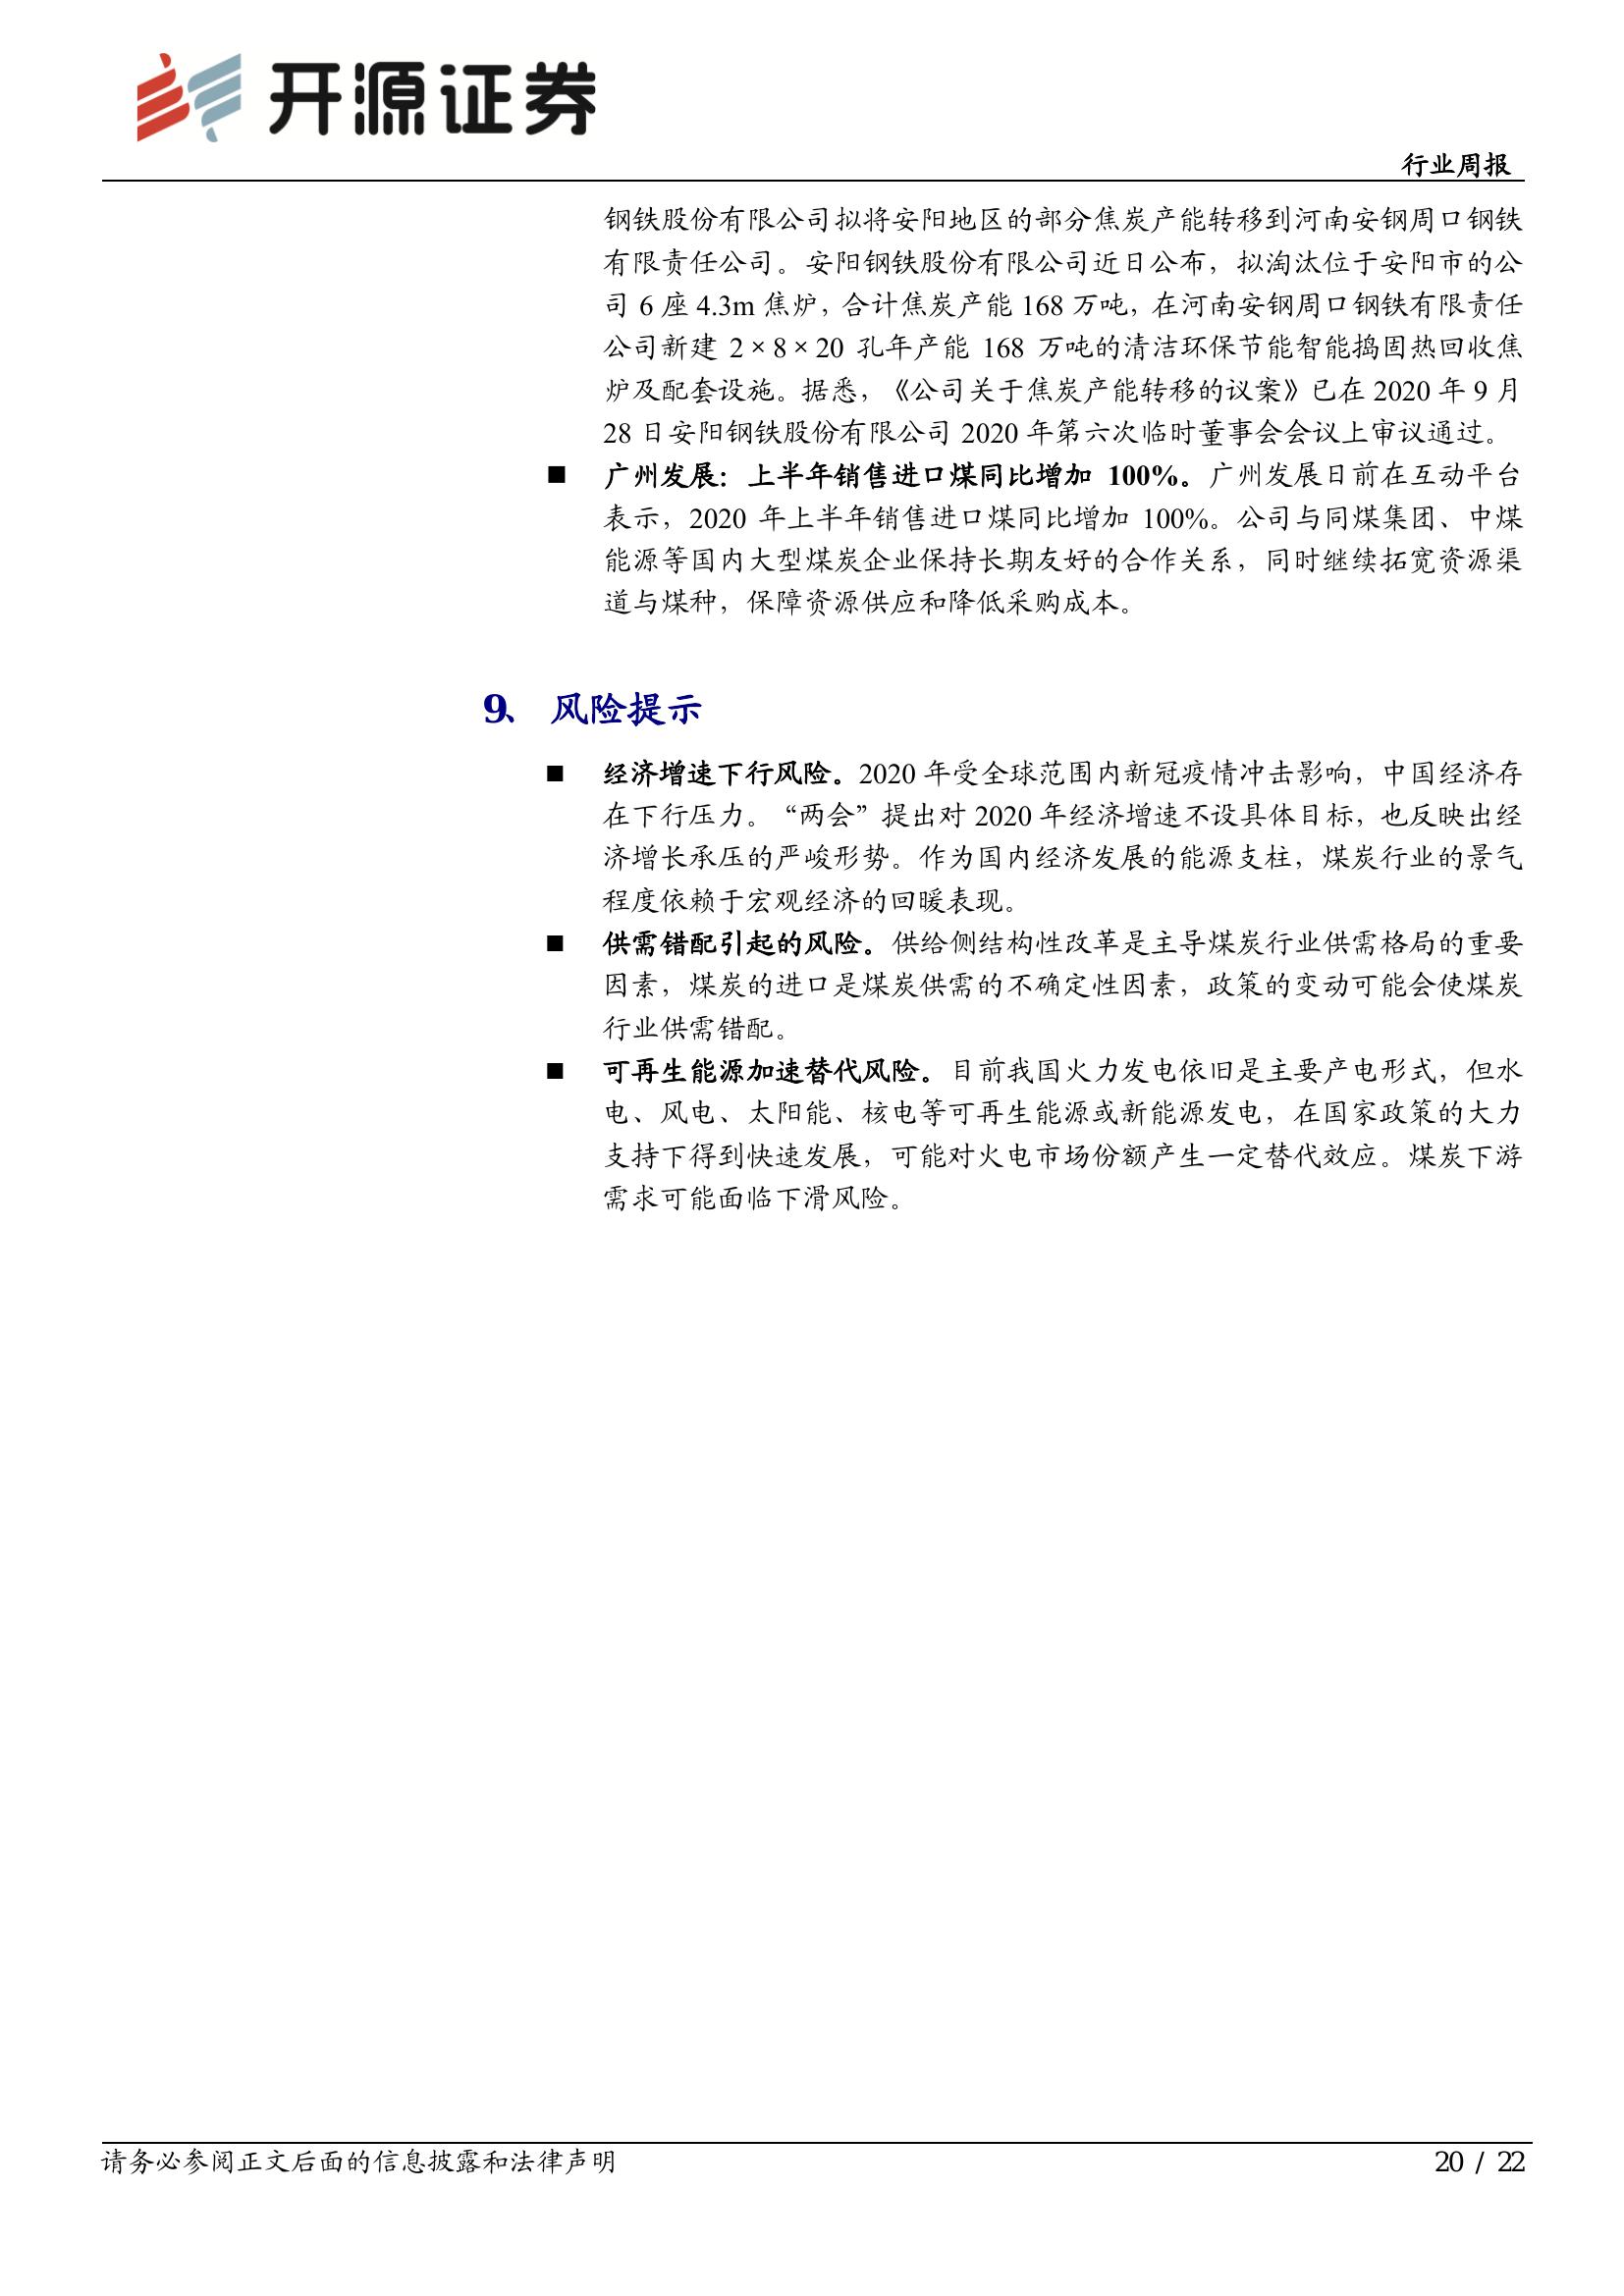 开源证券
行业周报
钢铁股份有限公司拟将安阳地区的部分焦炭产能转移到河南安钢周口钢铁
有限责任公司。安阳钢铁股份有限公司近日公布，拟淘汰位于安阳市的公
司 6 座 4.3m 焦炉，合计焦炭产能 168 万吨，在河南安钢周口钢铁有限责任
公司新建 2×8×20 孔年产能 168 万吨的清洁环保节能智能捣固热回收焦
炉及配套设施。据悉，《公司关于焦炭产能转移的议案》已在 2020 年 9 月
28 日安阳钢铁股份有限公司 2020 年第六次临时董事会会议上审议通过。
■ 广州发展：上半年销售进口煤同比增加 100%。广州发展日前在互动平台
表示，2020 年上半年销售进口煤同比增加 100%。公司与同煤集团、中煤
能源等国内大型煤炭企业保持长期友好的合作关系，同时继续拓宽资源渠
道与煤种，保障资源供应和降低采购成本。
9、 风险提示
■ 经济增速下行风险。2020 年受全球范围内新冠疫情冲击影响，中国经济存
在下行压力。“两会”提出对 2020 年经济增速不设具体目标，也反映出经
济增长承压的严峻形势。作为国内经济发展的能源支柱，煤炭行业的景气
程度依赖于宏观经济的回暖表现。
■ 供需错配引起的风险。供给侧结构性改革是主导煤炭行业供需格局的重要
因素，煤炭的进口是煤炭供需的不确定性因素，政策的变动可能会使煤炭
行业供需错配。
■ 可再生能源加速替代风险。目前我国火力发电依旧是主要产电形式，但水
电、风电、太阳能、核电等可再生能源或新能源发电，在国家政策的大力
支持下得到快速发展，可能对火电市场份额产生一定替代效应。煤炭下游
需求可能面临下滑风险。
请务必参阅正文后面的信息披露和法律声明
20 / 22